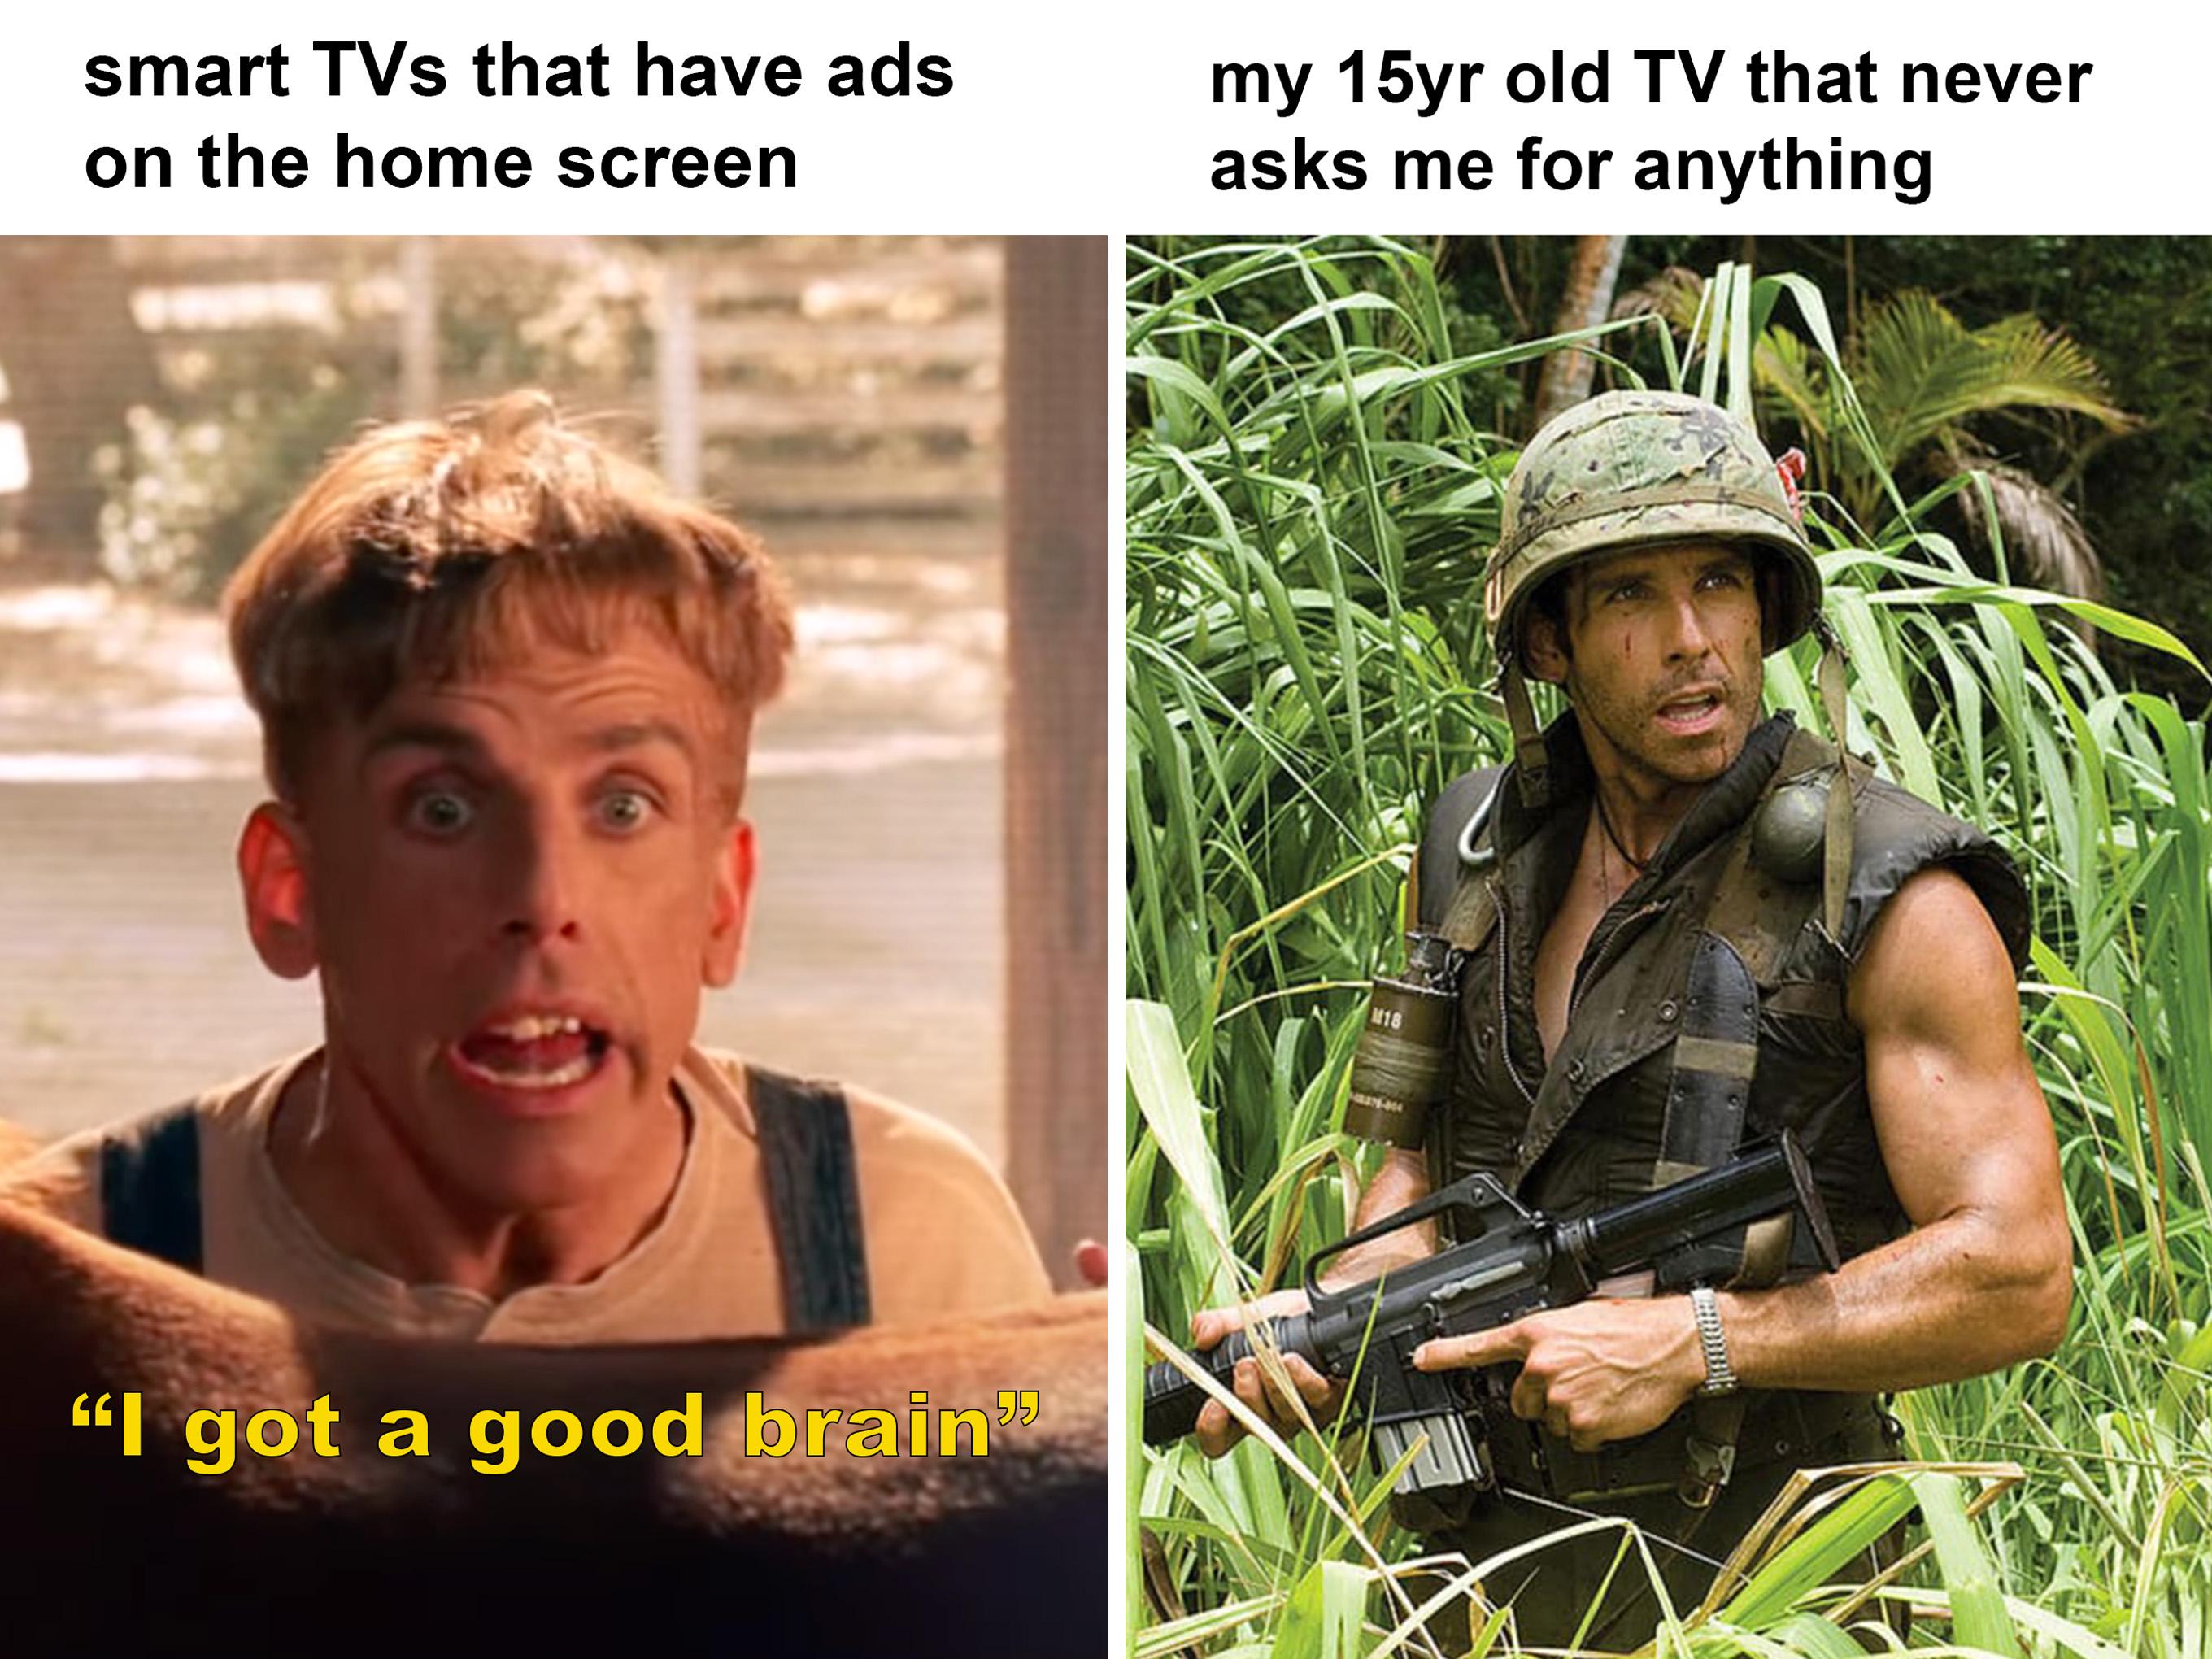 smart TVs that have ads
on the home screen
my 15yr old TV that never
asks me for anything
M18
“I got a good brain”